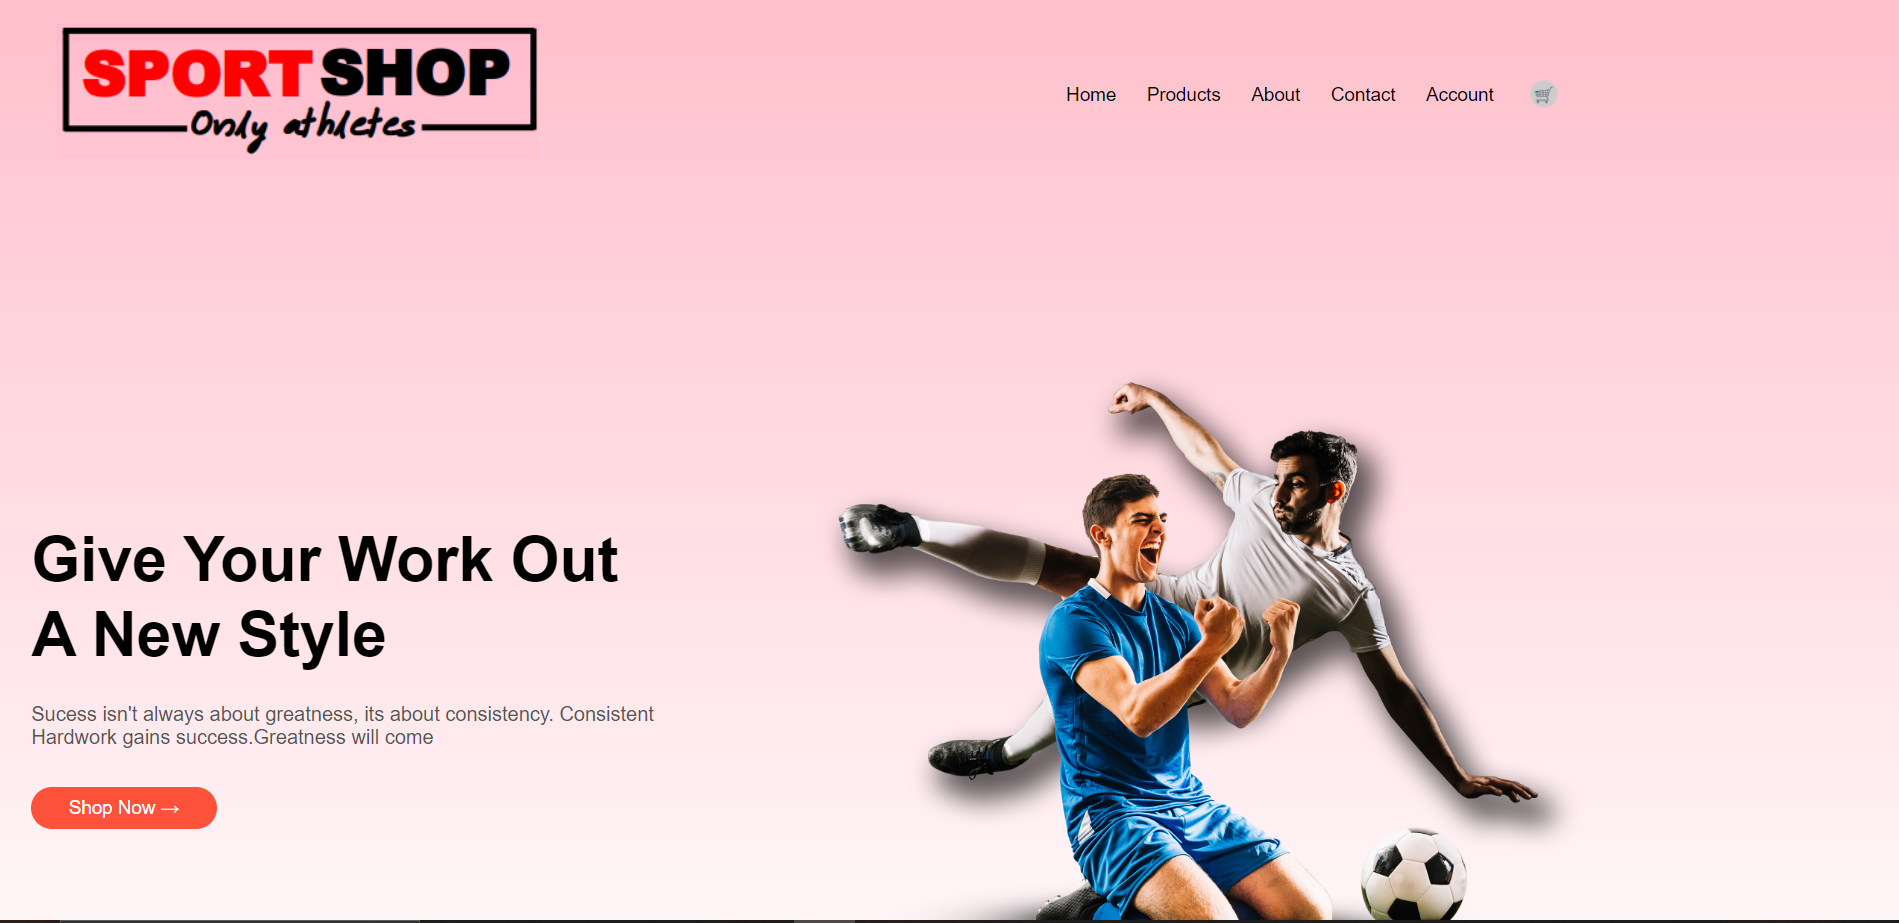 SPORT SHOP
Only athletes
Home Products About Contact Account
Give Your Work Out
A New Style
Sucess isn't always about greatness, its about consistency. Consistent
Hardwork gains success.Greatness will come
Shop Now →